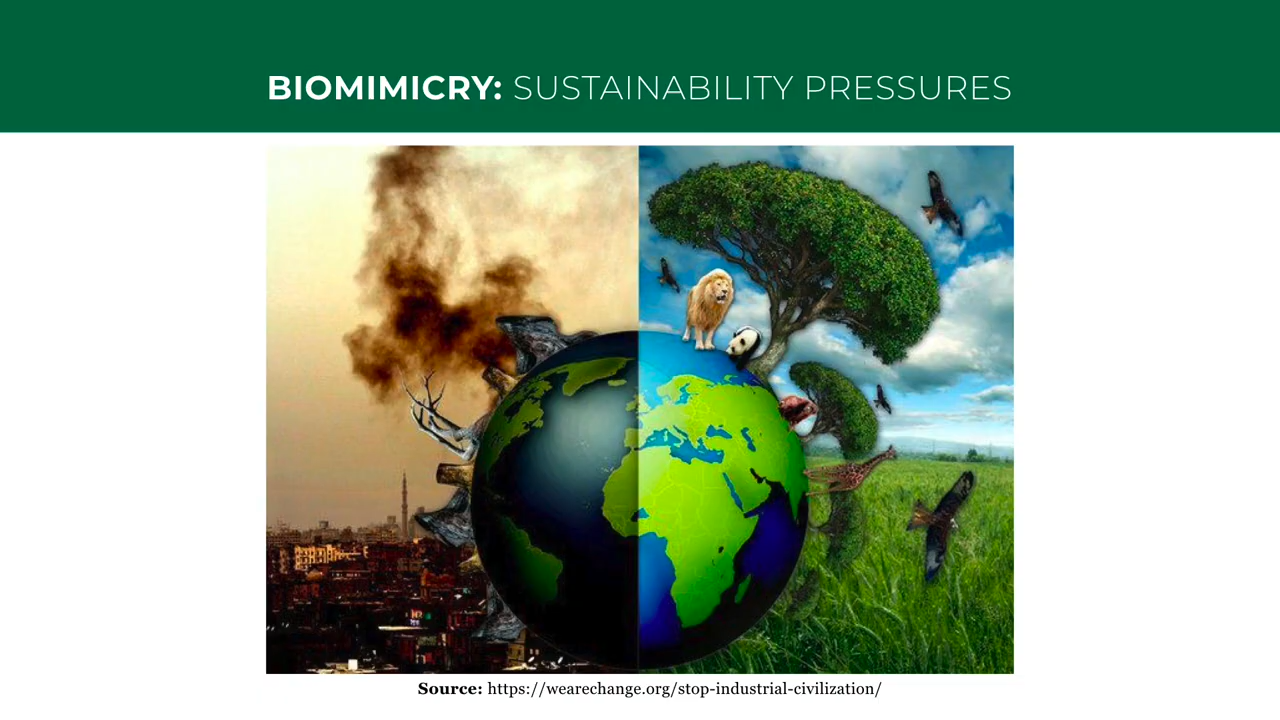 BIOMIMICRY: SUSTAINABILITY PRESSURES
Source: https://wearechange.org/stop-industrial-civilization/